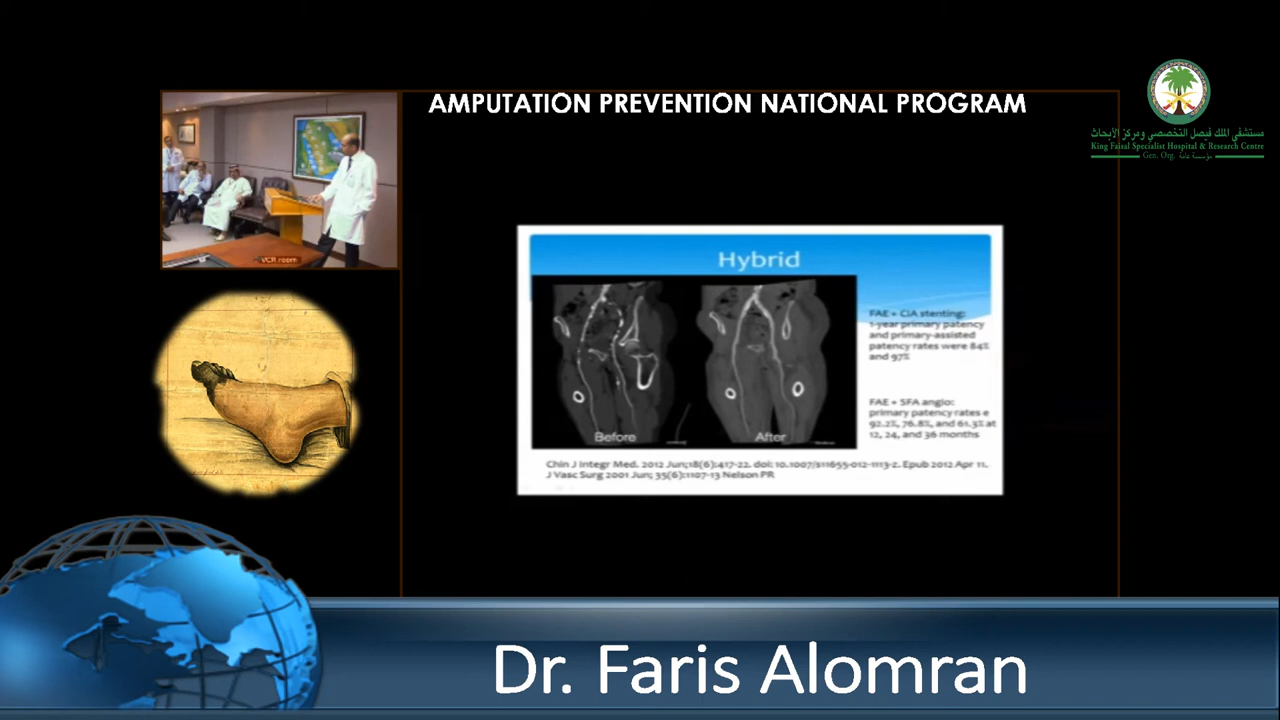 AMPUTATION PREVENTION NATIONAL PROGRAM
مستشفى الملك فيصل التخصصي ومركز الأبحاث
King Faisal Specialist Hospital & Research Centre
Gen. Org. مؤسسة عامة
VCR room
Hybrid
FAE + CIA stenting:
1-year primary patency
and primary-assisted
patency rates were 84%
and 97%
FAE + SFA angio:
primary patency rates e
92.2%, 76.8%, and 61.3% at
12, 24, and 36 months
Before
After
Chin J Integr Med. 2012 Jun;18(6):417-22. doi: 10.1007/s11655-012-1113-z. Epub 2012 Apr 11.
J Vasc Surg 2001 Jun; 35(6):1107-13 Nelson PR
Dr. Faris Alomran